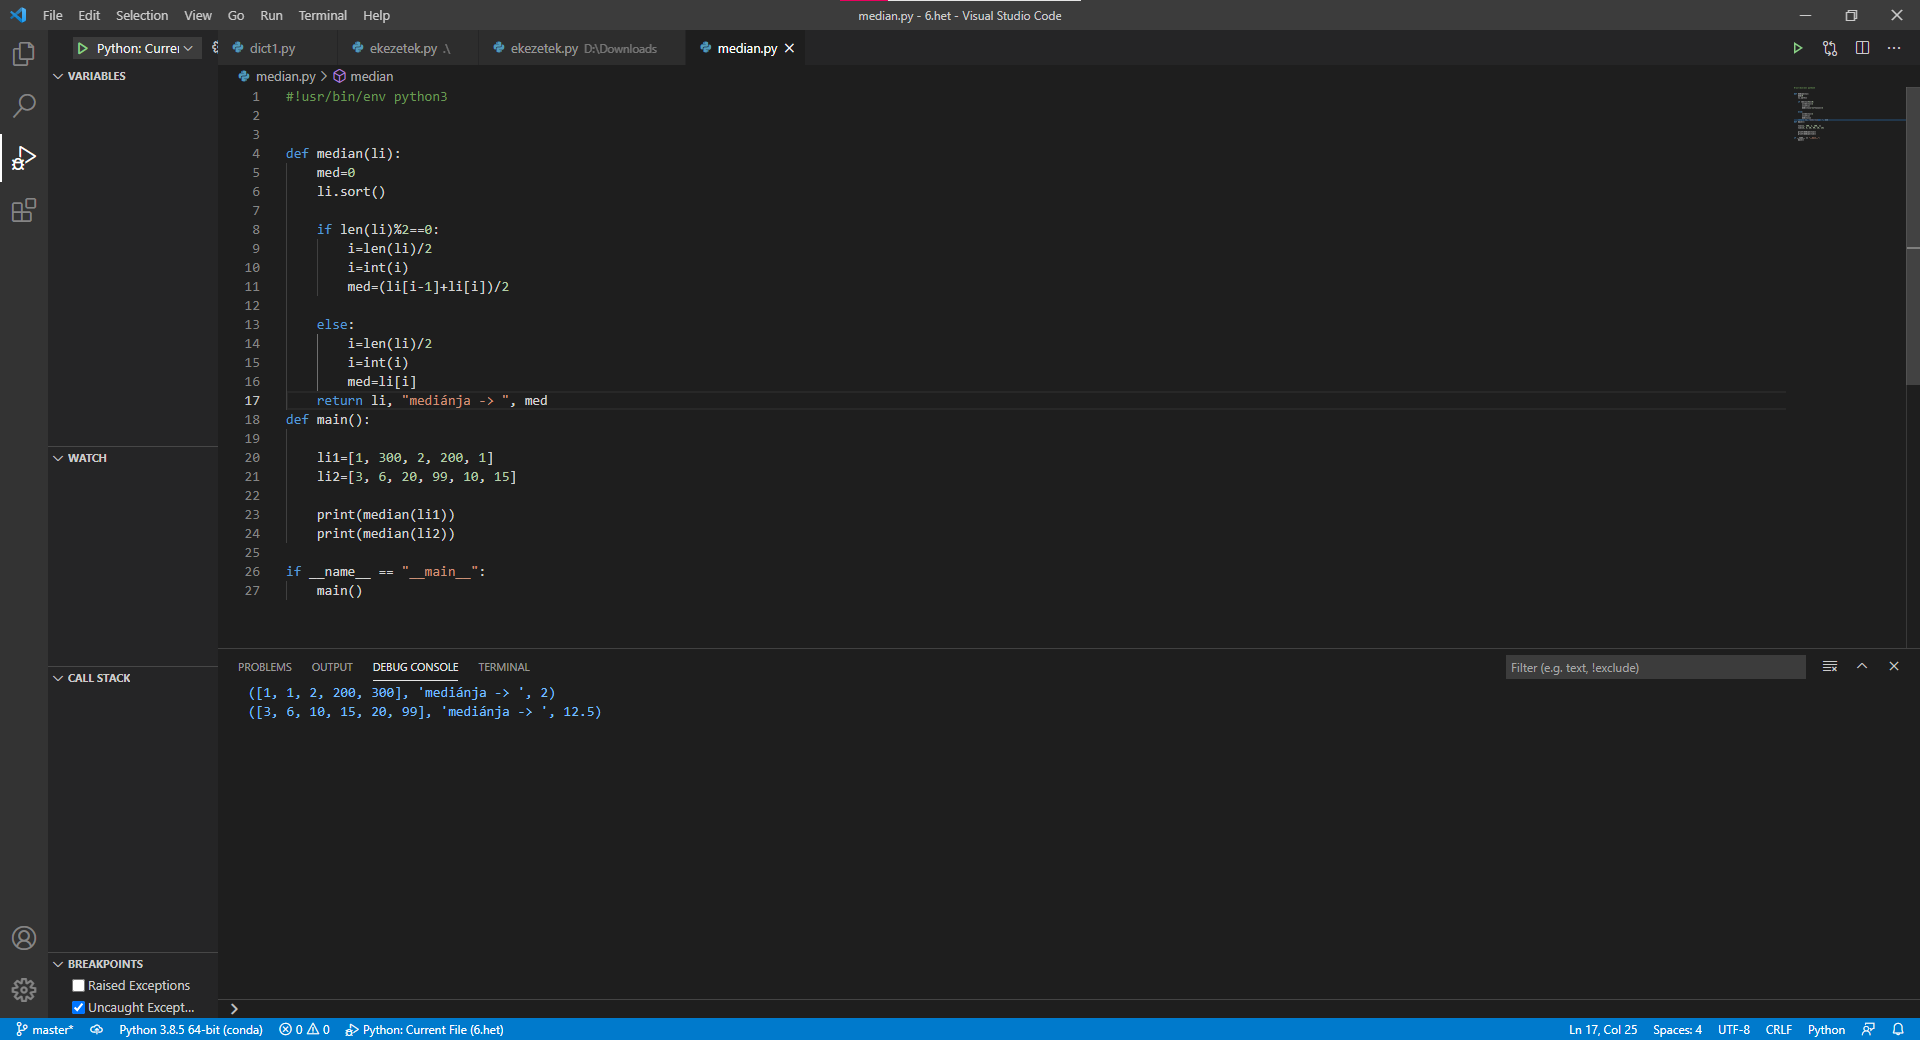 File Edit Selection View Go Run Terminal Help
median.py - 6.het - Visual Studio Code
Python: Currer
dict1.py
ekezetek.py .\
ekezetek.py D:\Downloads
median.py
VARIABLES
median.py > median
1 #!usr/bin/env python3
2
3
4 def median(li):
5 med=0
6 li.sort()
7
8 if len(li)%2==0:
9 i=len(li)/2
10 i=int(i)
11 med=(li[i-1]+li[i])/2
12
13 else:
14 i=len(li)/2
15 i=int(i)
16 med=li[i]
17 return li, "mediánja -> ", med
18 def main():
19
20 li1=[1, 300, 2, 200, 1]
21 li2=[3, 6, 20, 99, 10, 15]
22
23 print(median(li1))
24 print(median(li2))
25
26 if __name__ == "__main__":
27 main()
WATCH
CALL STACK
BREAKPOINTS
Raised Exceptions
Uncaught Except...
PROBLEMS OUTPUT DEBUG CONSOLE TERMINAL
Filter (e.g. text, !exclude)
([1, 1, 2, 200, 300], 'mediánja -> ', 2)
([3, 6, 10, 15, 20, 99], 'mediánja -> ', 12.5)
>
master* Python 3.8.5 64-bit (conda) 0 0 Python: Current File (6.het) Ln 17, Col 25 Spaces: 4 UTF-8 CRLF Python